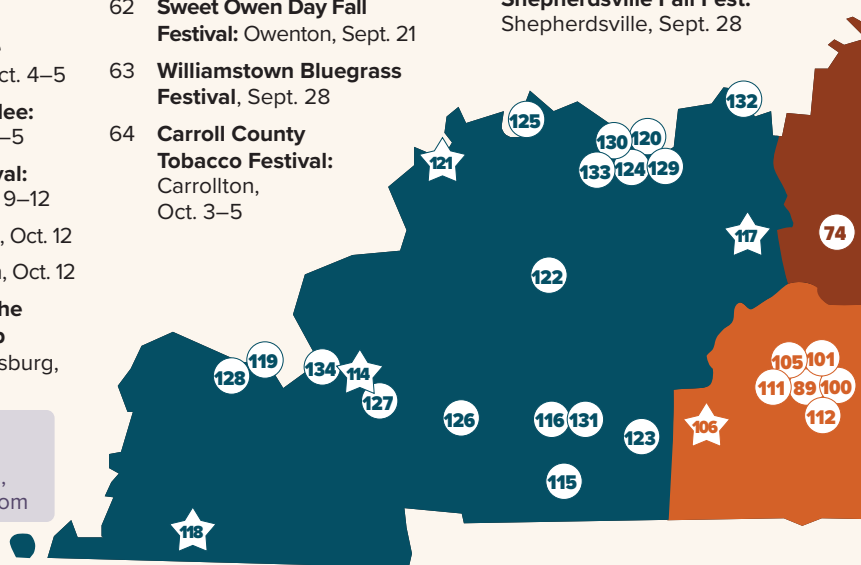 ct. 4–5
lee:
–5
val:
9–12
, Oct. 12
, Oct. 12
he
sburg,
,
om
62 Sweet Owen Day Fall
Festival: Owenton, Sept. 21
63 Williamstown Bluegrass
Festival, Sept. 28
64 Carroll County
Tobacco Festival:
Carrollton,
Oct. 3–5
Shepherdsville Fall Fest:
Shepherdsville, Sept. 28
132
125
130 120
121
133 124 129
117
74
122
119
128
134 114
127
105 101
111 89 100
112
126
116 131
123
106
115
118